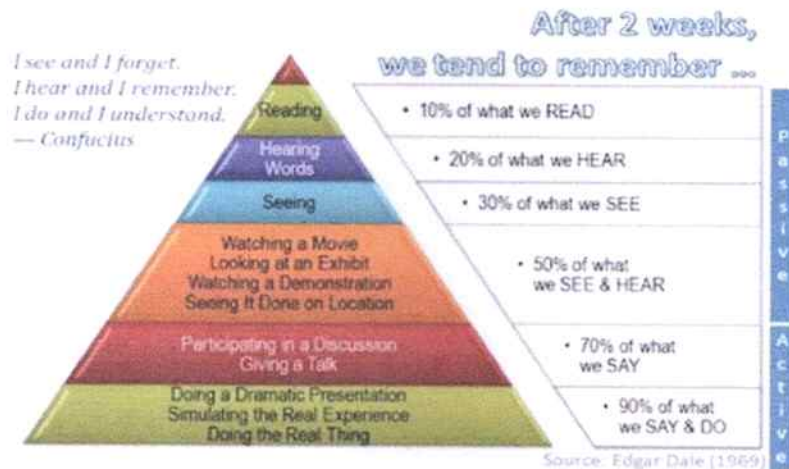 After 2 weeks,
we tend to remember ...
I see and I forget.
I hear and I remember.
I do and I understand.
— Confucius
Reading
Hearing
Words
Seeing
Watching a Movie
Looking at an Exhibit
Watching a Demonstration
Seeing It Done on Location
Participating in a Discussion
Giving a Talk
Doing a Dramatic Presentation
Simulating the Real Experience
Doing the Real Thing
• 10% of what we READ
• 20% of what we HEAR
• 30% of what we SEE
• 50% of what
we SEE & HEAR
• 70% of what
we SAY
• 90% of what
we SAY & DO
Passive
Active
Source: Edgar Dale (1969)